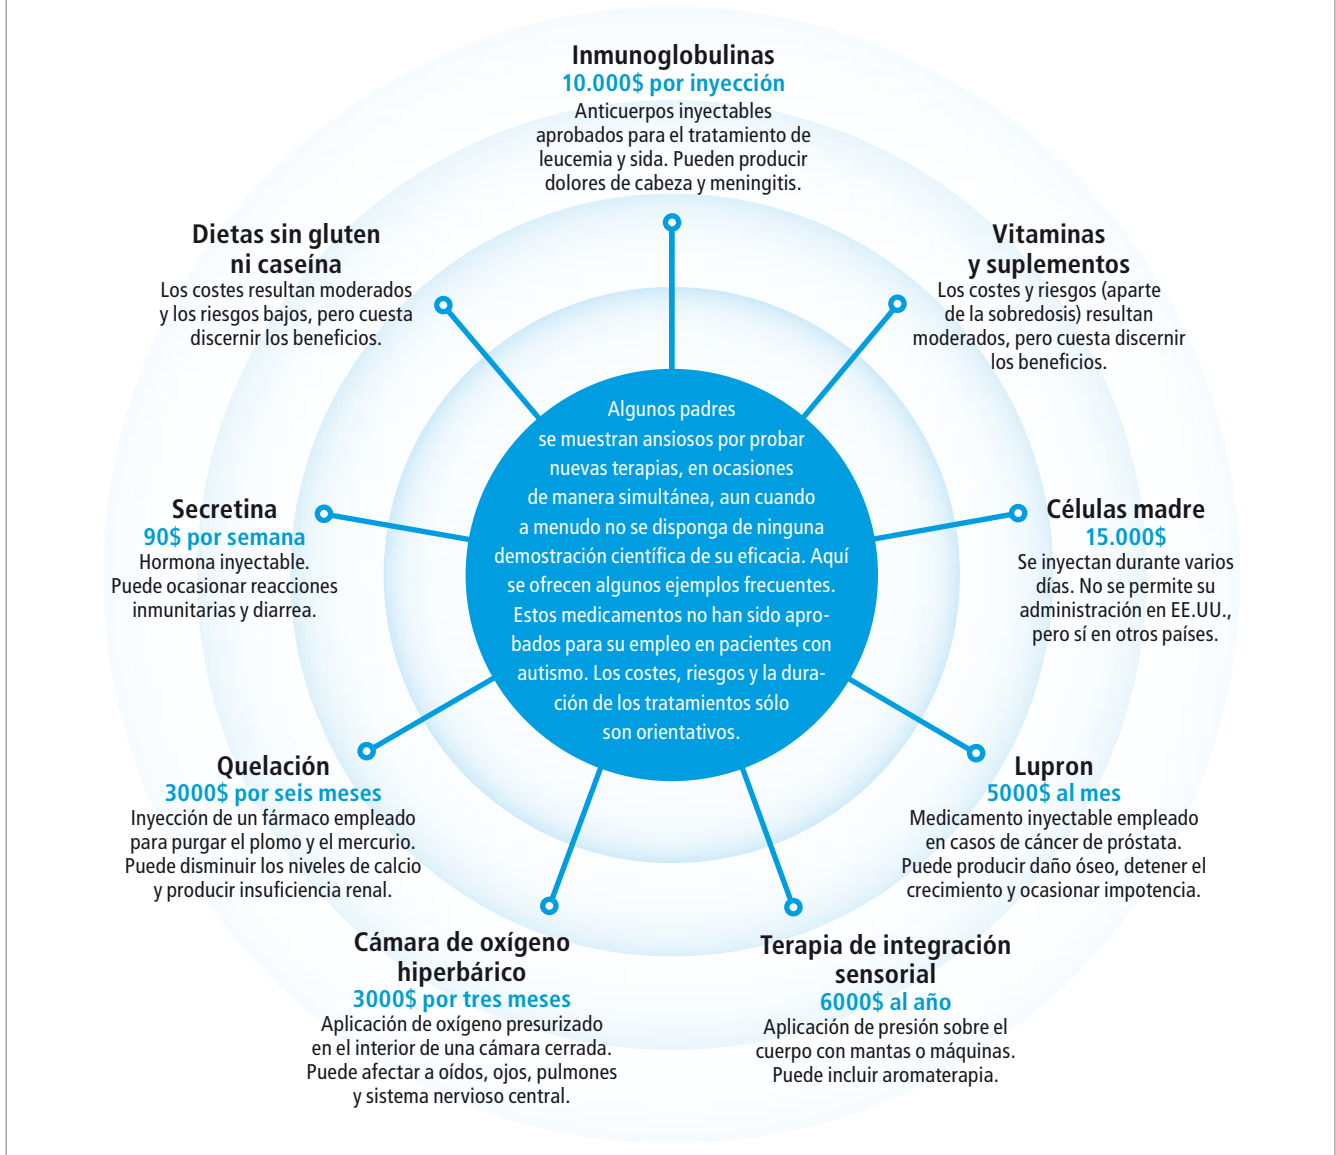 Inmunoglobulinas
10.000$ por inyección
Anticuerpos inyectables
aprobados para el tratamiento de
leucemia y sida. Pueden producir
dolores de cabeza y meningitis.
Dietas sin gluten
ni caseína
Los costes resultan moderados
y los riesgos bajos, pero cuesta
discernir los beneficios.
Vitaminas
y suplementos
Los costes y riesgos (aparte
de la sobredosis) resultan
moderados, pero cuesta discernir
los beneficios.
Algunos padres
se muestran ansiosos por probar
nuevas terapias, en ocasiones
de manera simultánea, aun cuando
a menudo no se disponga de ninguna
demostración científica de su eficacia. Aquí
se ofrecen algunos ejemplos frecuentes.
Estos medicamentos no han sido apro-
bados para su empleo en pacientes con
autismo. Los costes, riesgos y la dura-
ción de los tratamientos sólo
son orientativos.
Secretina
90$ por semana
Hormona inyectable.
Puede ocasionar reacciones
inmunitarias y diarrea.
Células madre
15.000$
Se inyectan durante varios
días. No se permite su
administración en EE.UU.,
pero sí en otros países.
Quelación
3000$ por seis meses
Inyección de un fármaco empleado
para purgar el plomo y el mercurio.
Puede disminuir los niveles de calcio
y producir insuficiencia renal.
Lupron
5000$ al mes
Medicamento inyectable empleado
en casos de cáncer de próstata.
Puede producir daño óseo, detener el
crecimiento y ocasionar impotencia.
Cámara de oxígeno
hiperbárico
3000$ por tres meses
Aplicación de oxígeno presurizado
en el interior de una cámara cerrada.
Puede afectar a oídos, ojos, pulmones
y sistema nervioso central.
Terapia de integración
sensorial
6000$ al año
Aplicación de presión sobre el
cuerpo con mantas o máquinas.
Puede incluir aromaterapia.